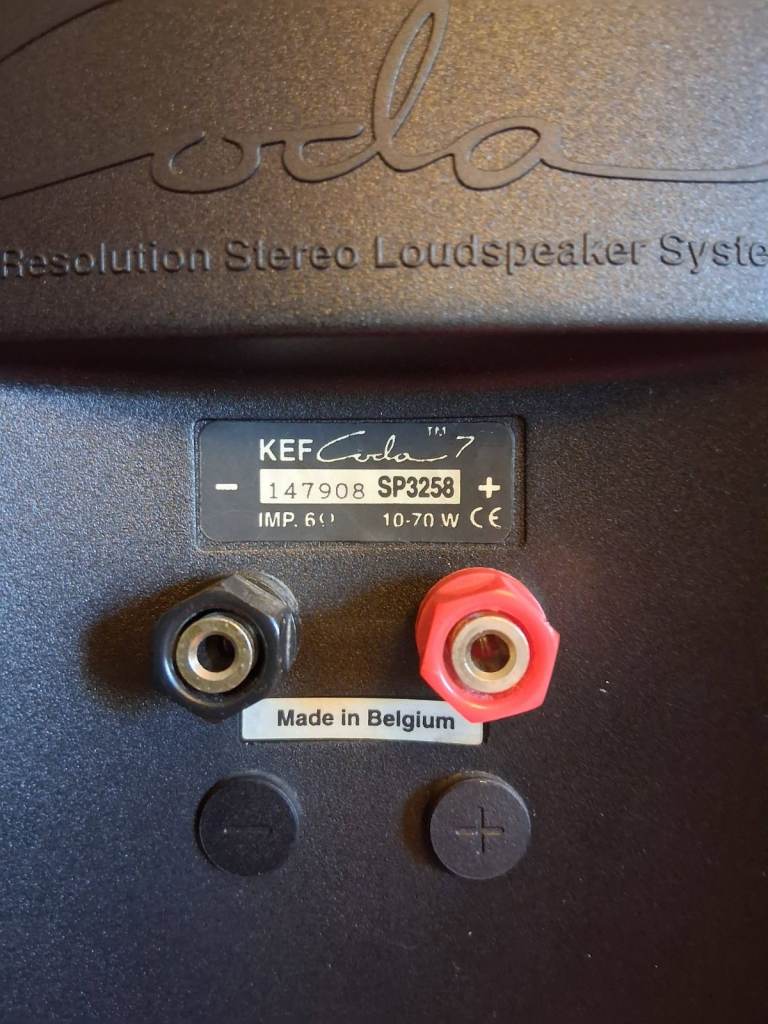 Coda
Resolution Stereo Loudspeaker Syste
KEF Coda™ 7
- 147908 SP3258 +
IMP. 6Ω 10-70 W CE
Made in Belgium
- +